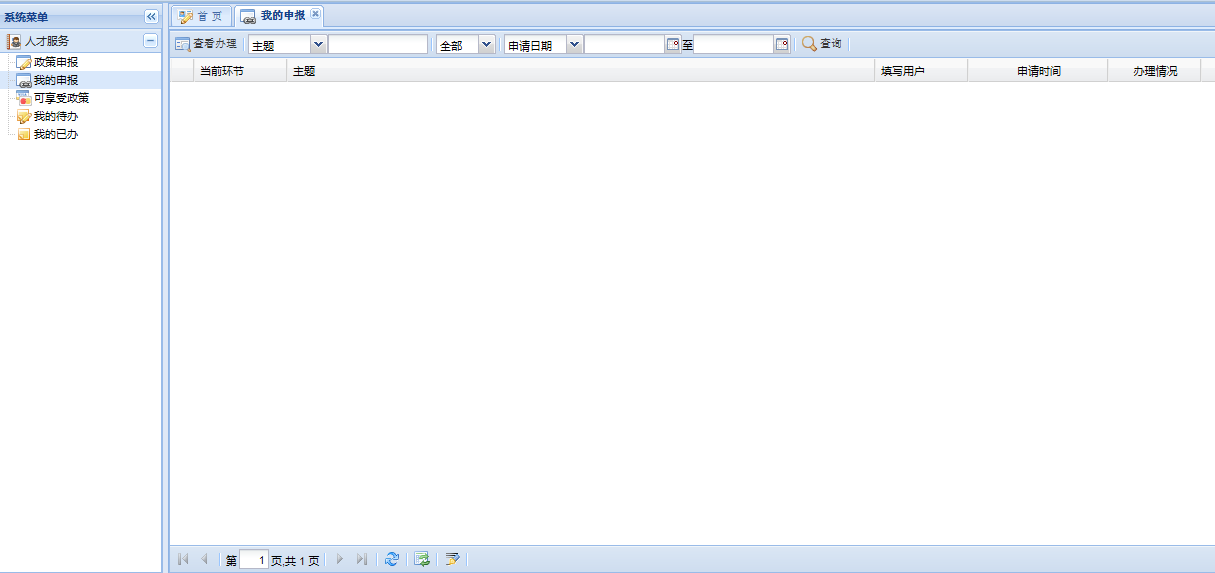 系统菜单
人才服务
政策申报
我的申报
可享受政策
我的待办
我的已办
首 页 我的申报
查看办理 主题 全部 申请日期 至 查询
当前环节 主题 填写用户 申请时间 办理情况
第 1 页,共 1 页